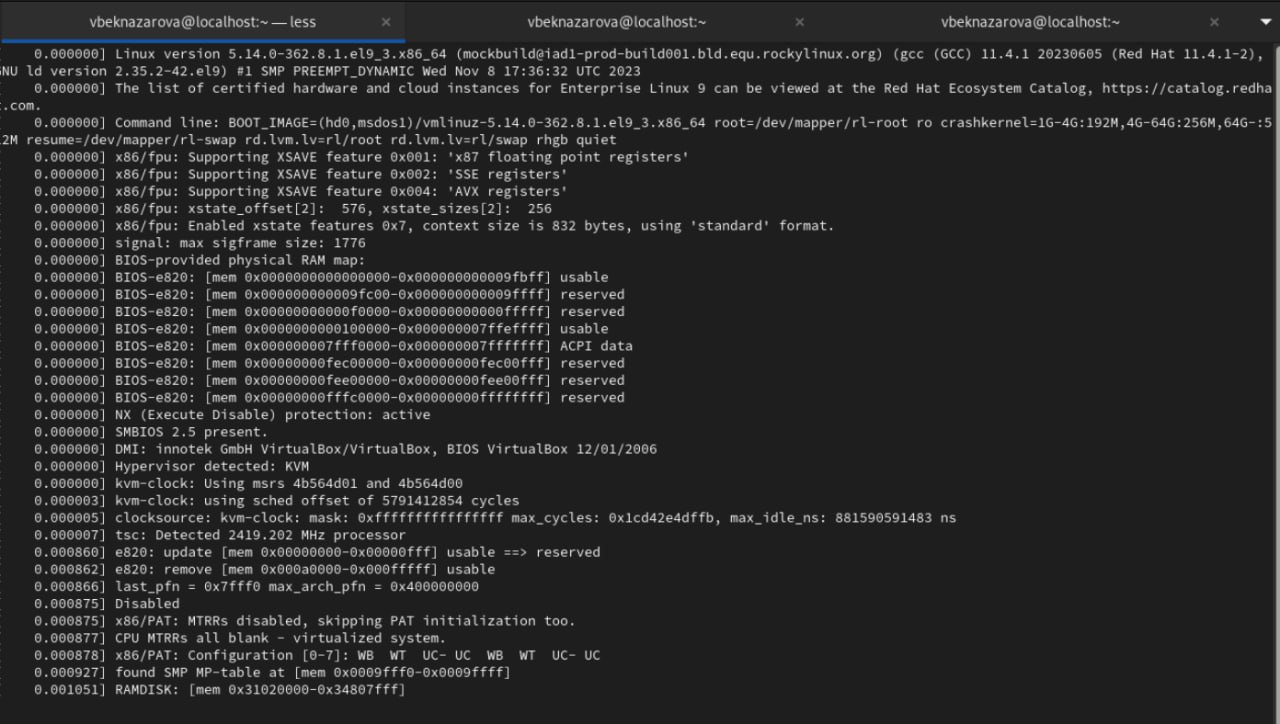 vbeknazarova@localhost:~ — less × vbeknazarova@localhost:~ × vbeknazarova@localhost:~ ×
0.000000] Linux version 5.14.0-362.8.1.el9_3.x86_64 (mockbuild@iad1-prod-build001.bld.equ.rockylinux.org) (gcc (GCC) 11.4.1 20230605 (Red Hat 11.4.1-2),
NU ld version 2.35.2-42.el9) #1 SMP PREEMPT_DYNAMIC Wed Nov 8 17:36:32 UTC 2023
0.000000] The list of certified hardware and cloud instances for Enterprise Linux 9 can be viewed at the Red Hat Ecosystem Catalog, https://catalog.redha
t.com.
0.000000] Command line: BOOT_IMAGE=(hd0,msdos1)/vmlinuz-5.14.0-362.8.1.el9_3.x86_64 root=/dev/mapper/rl-root ro crashkernel=1G-4G:192M,4G-64G:256M,64G-:5
12M resume=/dev/mapper/rl-swap rd.lvm.lv=rl/root rd.lvm.lv=rl/swap rhgb quiet
0.000000] x86/fpu: Supporting XSAVE feature 0x001: 'x87 floating point registers'
0.000000] x86/fpu: Supporting XSAVE feature 0x002: 'SSE registers'
0.000000] x86/fpu: Supporting XSAVE feature 0x004: 'AVX registers'
0.000000] x86/fpu: xstate_offset[2]:  576, xstate_sizes[2]:  256
0.000000] x86/fpu: Enabled xstate features 0x7, context size is 832 bytes, using 'standard' format.
0.000000] signal: max sigframe size: 1776
0.000000] BIOS-provided physical RAM map:
0.000000] BIOS-e820: [mem 0x0000000000000000-0x000000000009fbff] usable
0.000000] BIOS-e820: [mem 0x000000000009fc00-0x000000000009ffff] reserved
0.000000] BIOS-e820: [mem 0x00000000000f0000-0x00000000000fffff] reserved
0.000000] BIOS-e820: [mem 0x0000000000100000-0x000000007ffeffff] usable
0.000000] BIOS-e820: [mem 0x000000007fff0000-0x000000007fffffff] ACPI data
0.000000] BIOS-e820: [mem 0x00000000fec00000-0x00000000fec00fff] reserved
0.000000] BIOS-e820: [mem 0x00000000fee00000-0x00000000fee00fff] reserved
0.000000] BIOS-e820: [mem 0x00000000fffc0000-0x00000000ffffffff] reserved
0.000000] NX (Execute Disable) protection: active
0.000000] SMBIOS 2.5 present.
0.000000] DMI: innotek GmbH VirtualBox/VirtualBox, BIOS VirtualBox 12/01/2006
0.000000] Hypervisor detected: KVM
0.000000] kvm-clock: Using msrs 4b564d01 and 4b564d00
0.000003] kvm-clock: using sched offset of 5791412854 cycles
0.000005] clocksource: kvm-clock: mask: 0xffffffffffffffff max_cycles: 0x1cd42e4dffb, max_idle_ns: 881590591483 ns
0.000007] tsc: Detected 2419.202 MHz processor
0.000860] e820: update [mem 0x00000000-0x00000fff] usable ==> reserved
0.000862] e820: remove [mem 0x000a0000-0x000fffff] usable
0.000866] last_pfn = 0x7fff0 max_arch_pfn = 0x400000000
0.000875] Disabled
0.000875] x86/PAT: MTRRs disabled, skipping PAT initialization too.
0.000877] CPU MTRRs all blank - virtualized system.
0.000878] x86/PAT: Configuration [0-7]: WB  WT  UC- UC  WB  WT  UC- UC
0.000927] found SMP MP-table at [mem 0x0009fff0-0x0009ffff]
0.001051] RAMDISK: [mem 0x31020000-0x34807fff]